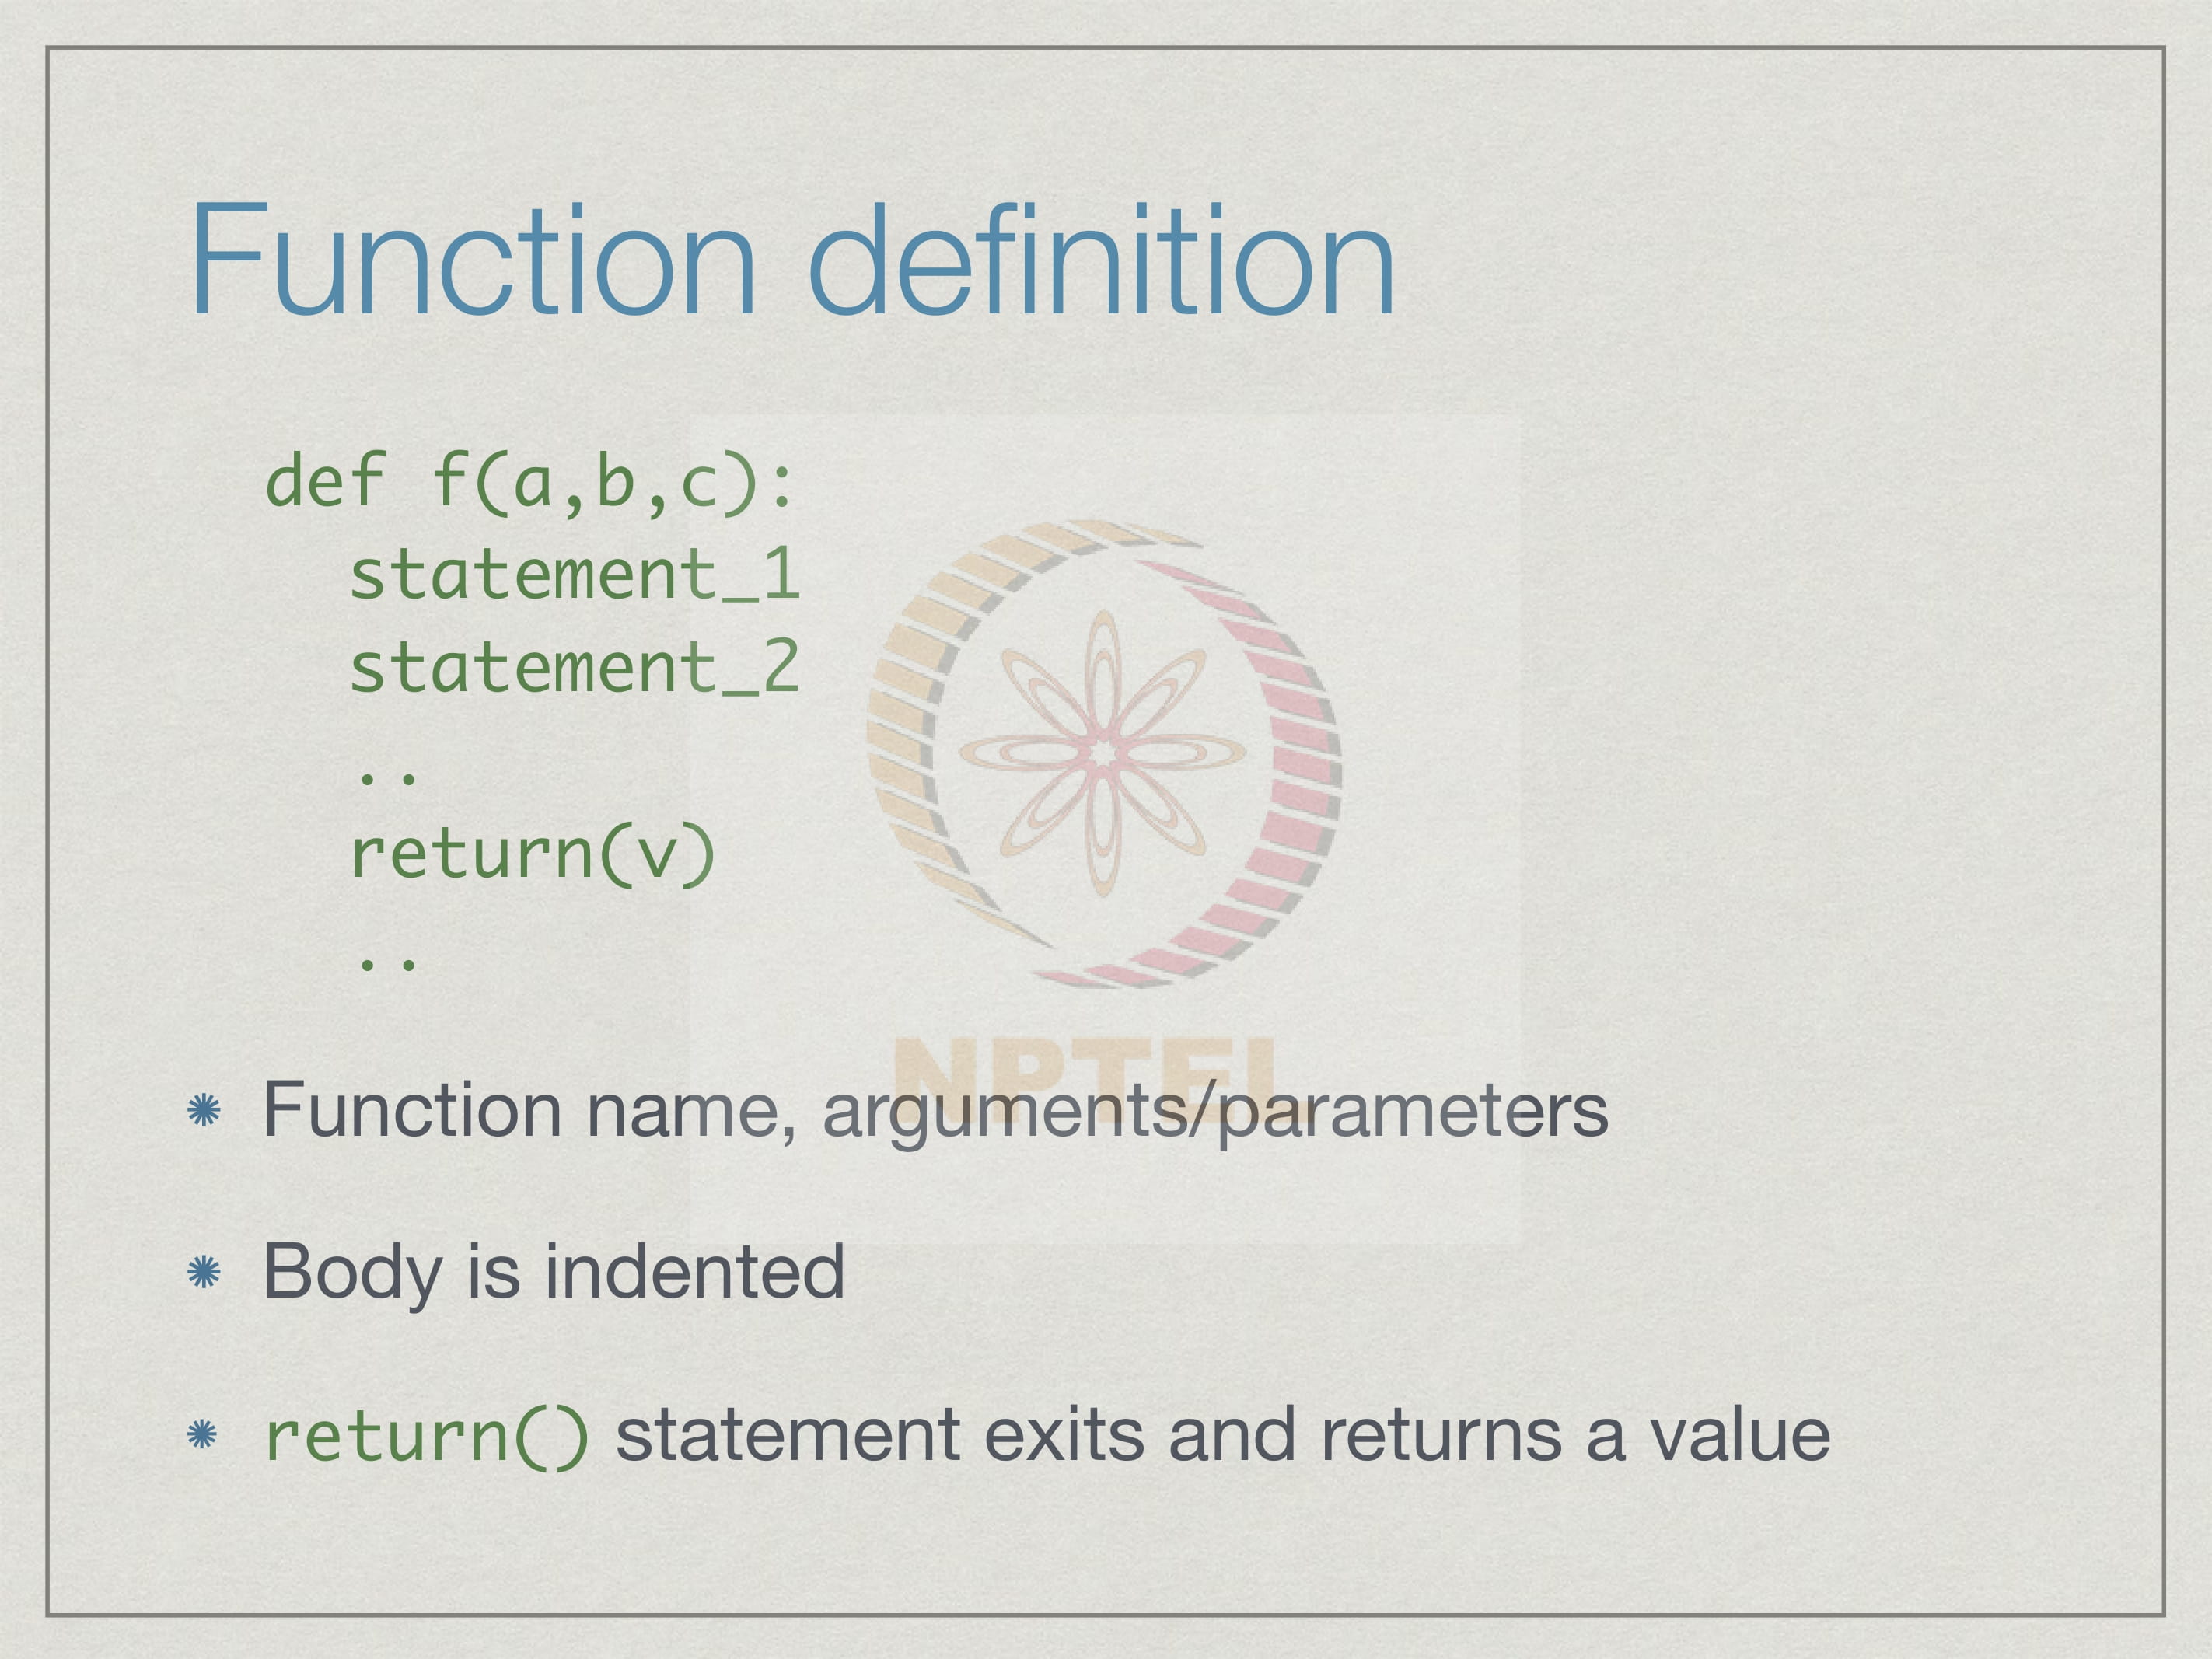 Function definition
def f(a,b,c):
  statement_1
  statement_2
  ..
  return(v)
  ..
NPTEL
Function name, arguments/parameters
Body is indented
return() statement exits and returns a value